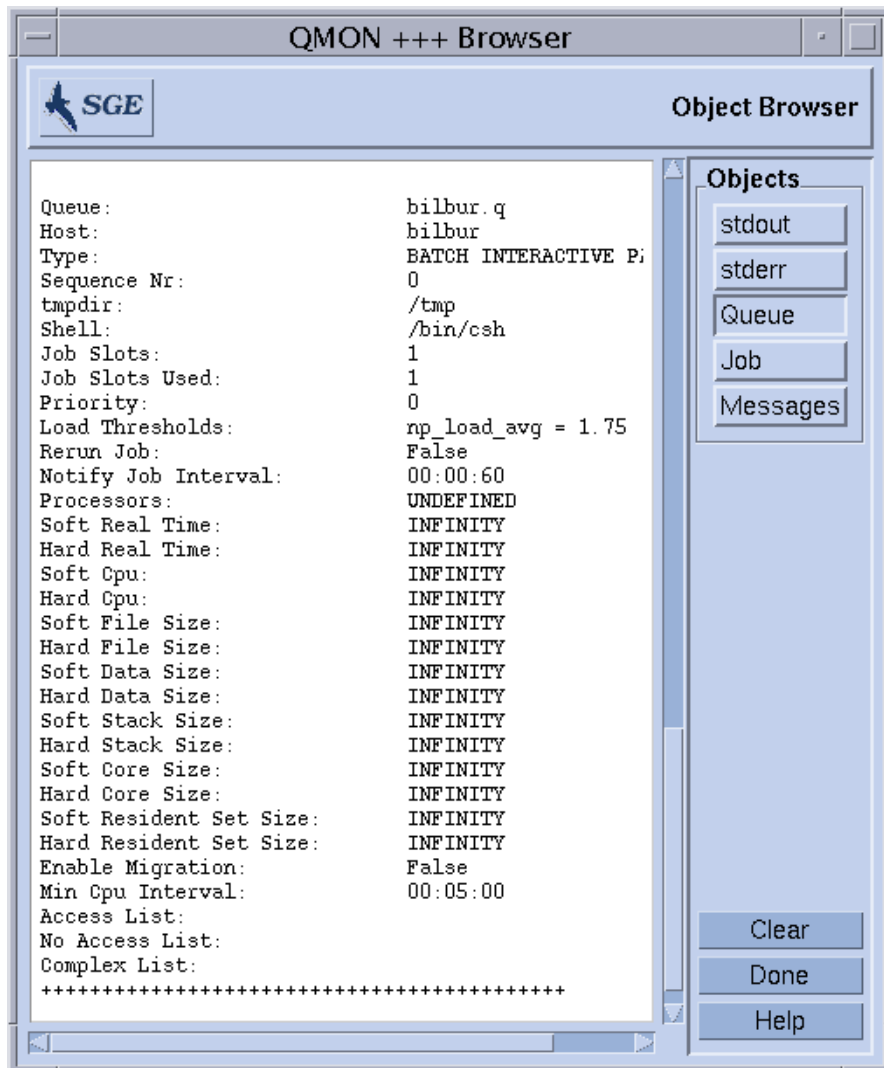 QMON +++ Browser
SGE
Object Browser
Queue: bilbur.q
Host: bilbur
Type: BATCH INTERACTIVE
Sequence Nr: 0
tmpdir: /tmp
Shell: /bin/csh
Job Slots: 1
Job Slots Used: 1
Priority: 0
Load Thresholds: np_load_avg = 1.75
Rerun Job: False
Notify Job Interval: 00:00:60
Processors: UNDEFINED
Soft Real Time: INFINITY
Hard Real Time: INFINITY
Soft Cpu: INFINITY
Hard Cpu: INFINITY
Soft File Size: INFINITY
Hard File Size: INFINITY
Soft Data Size: INFINITY
Hard Data Size: INFINITY
Soft Stack Size: INFINITY
Hard Stack Size: INFINITY
Soft Core Size: INFINITY
Hard Core Size: INFINITY
Soft Resident Set Size: INFINITY
Hard Resident Set Size: INFINITY
Enable Migration: False
Min Cpu Interval: 00:05:00
Access List:
No Access List:
Complex List:
+++++++++++++++++++++++++++++++++++++++++++
Objects
stdout
stderr
Queue
Job
Messages
Clear
Done
Help